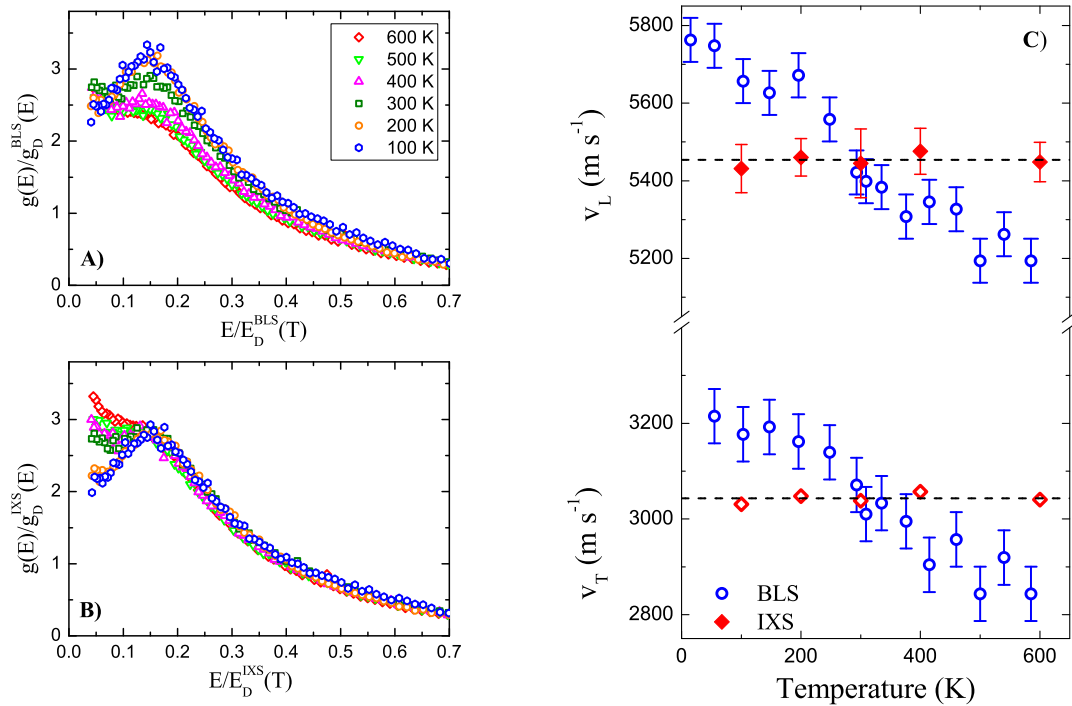 4
3
2
1
0
g(E)/g_D^BLS(E)
600 K
500 K
400 K
300 K
200 K
100 K
A)
0.0 0.1 0.2 0.3 0.4 0.5 0.6 0.7
E/E_D^BLS(T)
4
3
2
1
0
g(E)/g_D^IXS(E)
B)
0.0 0.1 0.2 0.3 0.4 0.5 0.6 0.7
E/E_D^IXS(T)
C)
5800
5600
5400
5200
v_L (m s⁻¹)
3200
3000
2800
v_T (m s⁻¹)
BLS
IXS
0 200 400 600
Temperature (K)